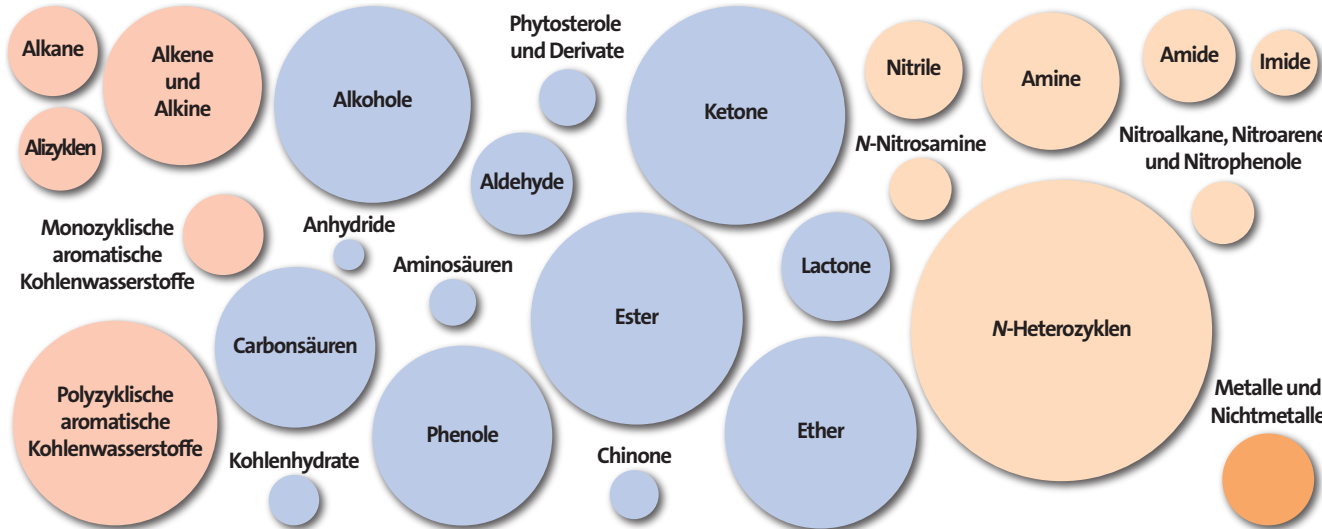 Alkane
Alkene
und
Alkine
Alizyklen
Monozyklische
aromatische
Kohlenwasserstoffe
Polyzyklische
aromatische
Kohlenwasserstoffe
Alkohole
Phytosterole
und Derivate
Aldehyde
Ketone
Anhydride
Aminosäuren
Carbonsäuren
Ester
Lactone
Phenole
Ether
Kohlenhydrate
Chinone
Nitrile
Amine
Amide
Imide
N-Nitrosamine
Nitroalkane, Nitroarene
und Nitrophenole
N-Heterozyklen
Metalle und
Nichtmetalle